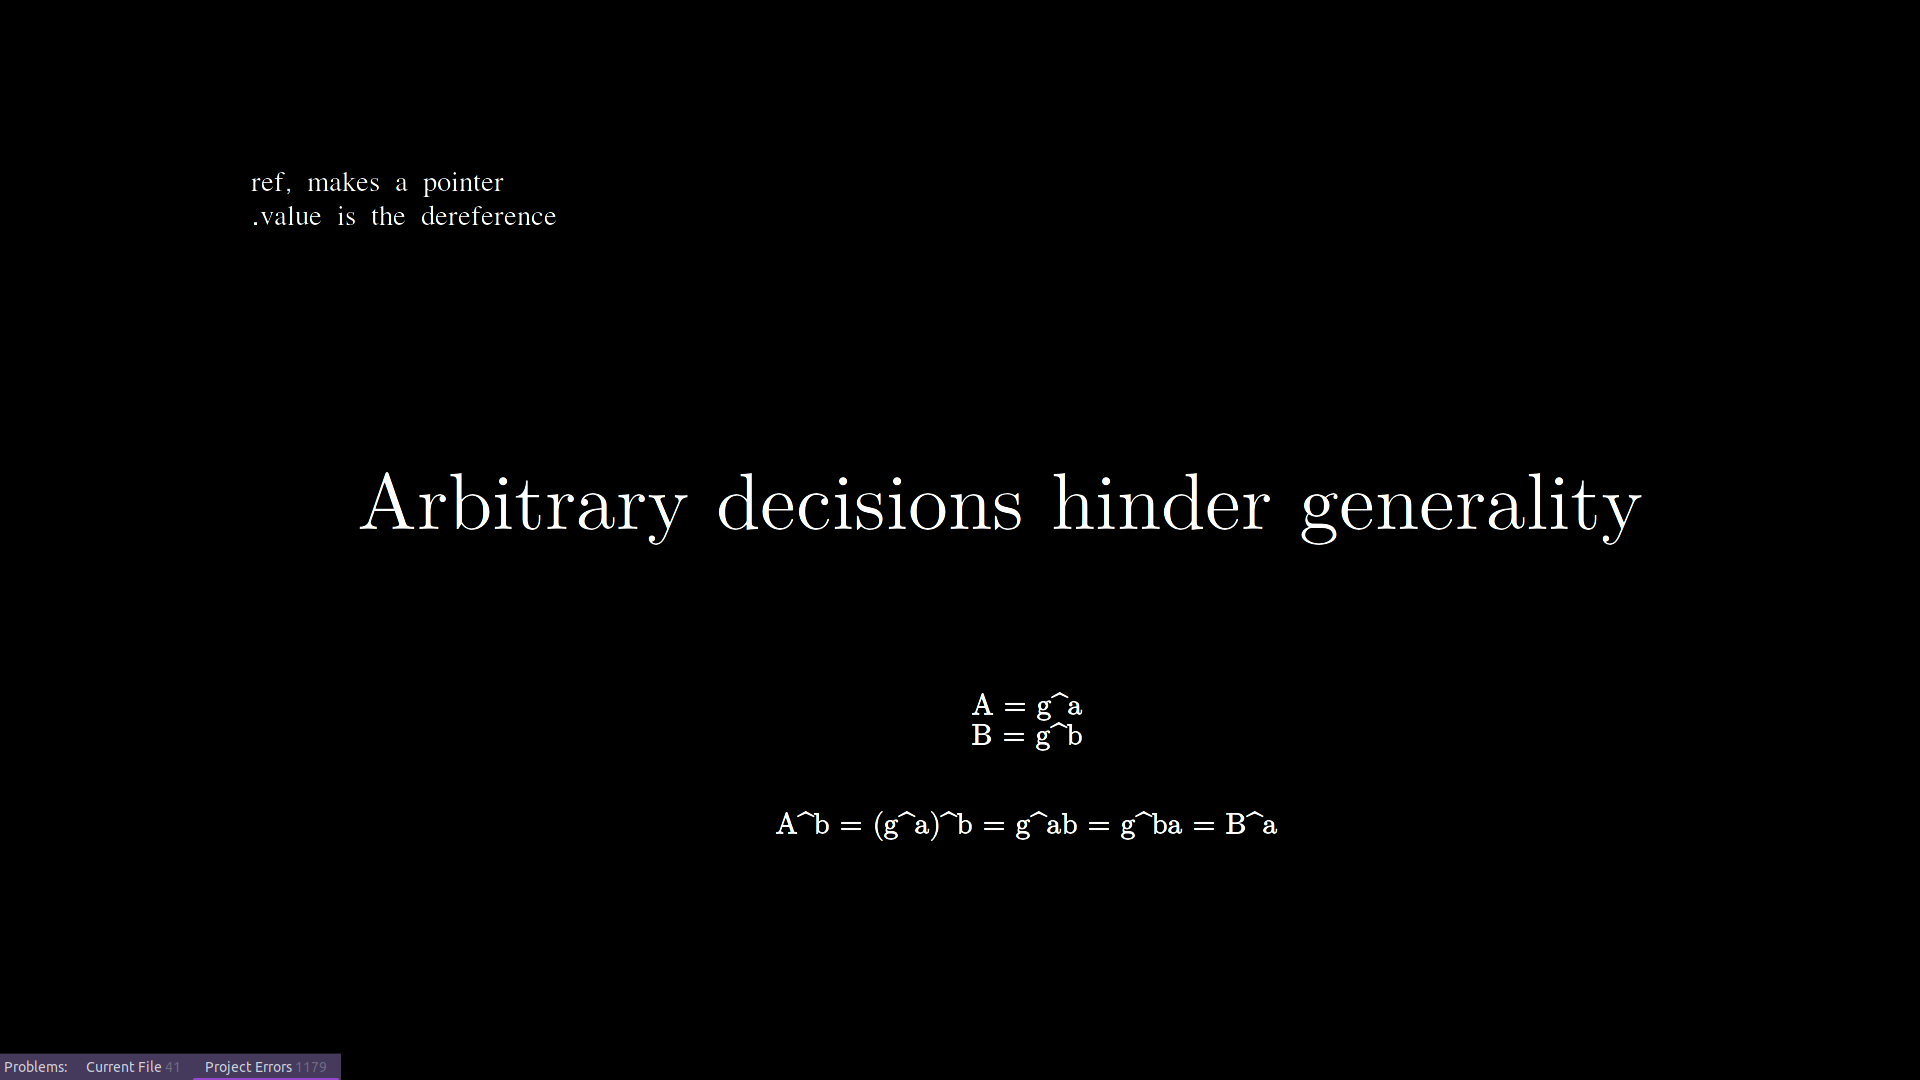 ref, makes a pointer
.value is the dereference
Arbitrary decisions hinder generality
A = g^a
B = g^b
A^b = (g^a)^b = g^ab = g^ba = B^a
Problems: Current File 41 Project Errors 1179